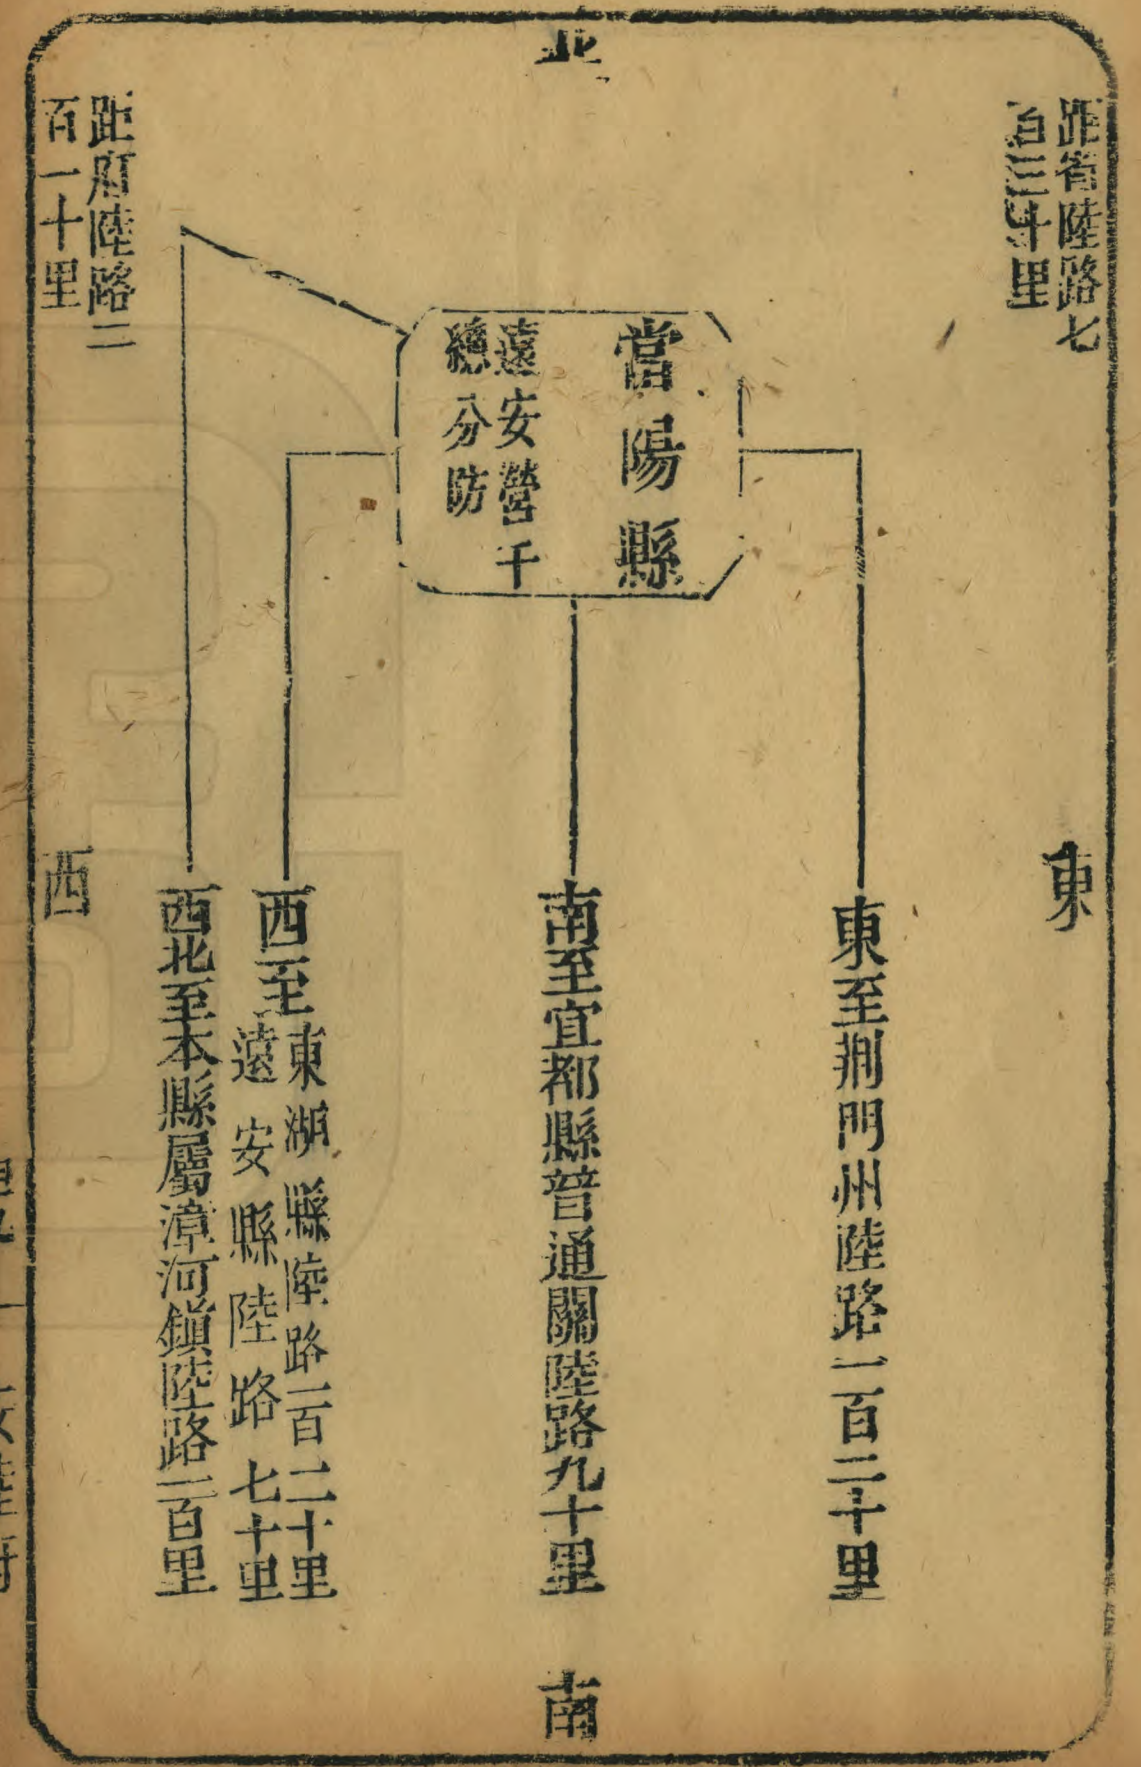 北
距省陸路七
百三十里
當陽縣
遠安營千
總分防
距府陸路二
百一十里
東
東至荆門州陸路一百二十里
南至宜都縣普通關陸路九十里
西至
東湖縣陸路一百二十里
遠安縣陸路七十里
西北至本縣屬漳河鎮陸路一百里
西
南